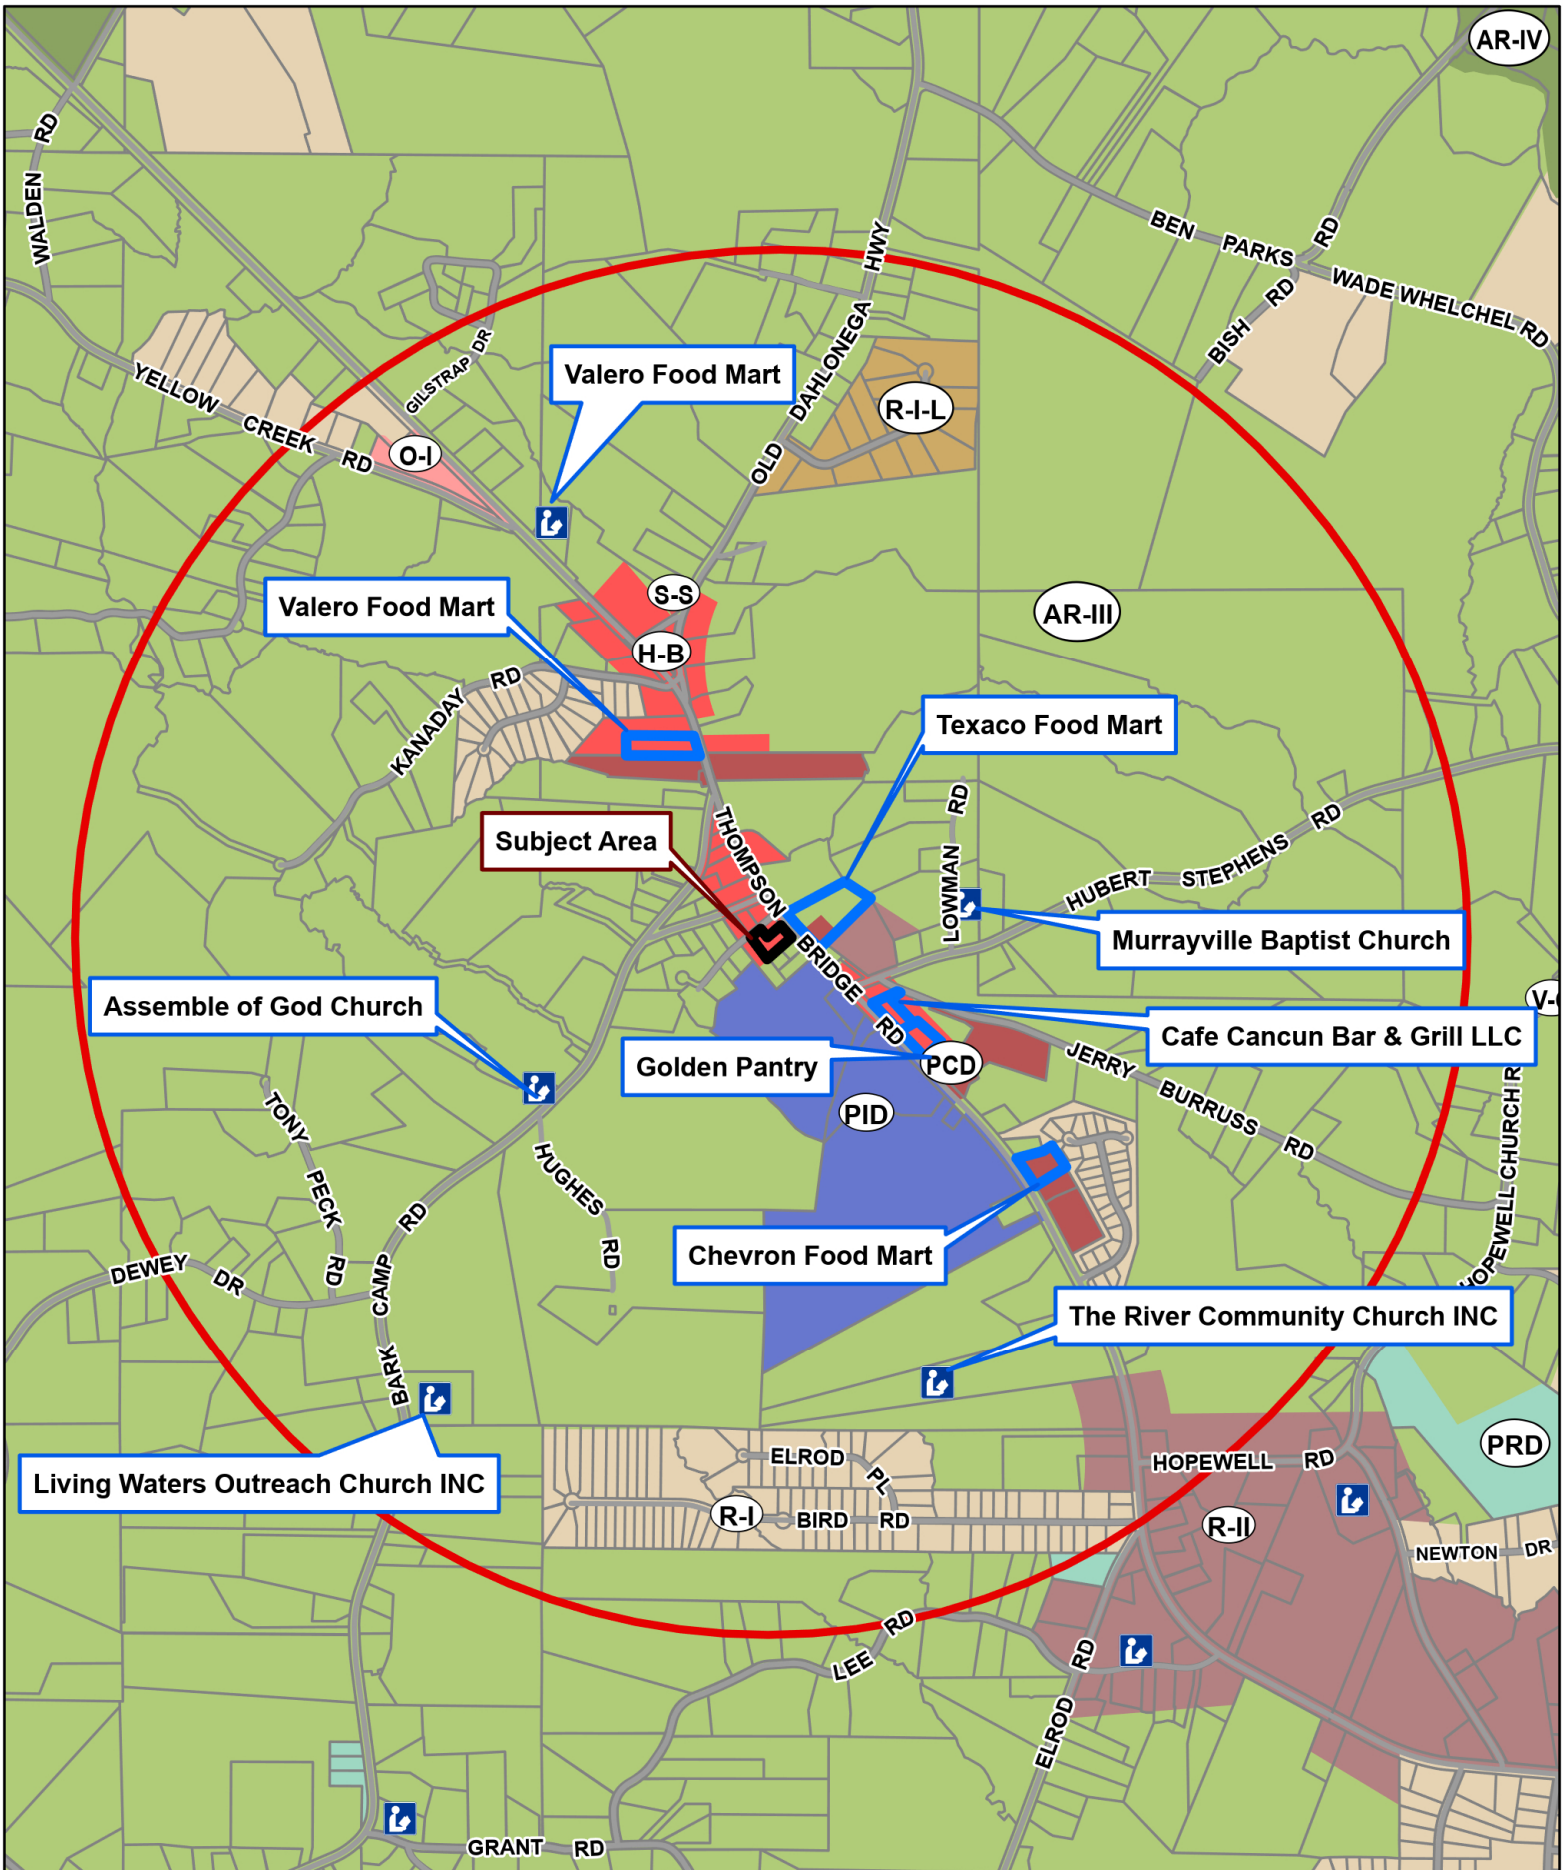 AR-IV
WALDEN RD
BEN PARKS RD
WADE WHELCHEL RD
BISH RD
OLD DAHLONEGA HWY
GILSTRAP DR
YELLOW CREEK RD
Valero Food Mart
R-I-L
O-I
S-S
Valero Food Mart
AR-III
H-B
KANADAY RD
Texaco Food Mart
LOWMAN RD
THOMPSON BRIDGE RD
HUBERT STEPHENS RD
Subject Area
Murrayville Baptist Church
Assemble of God Church
Cafe Cancun Bar & Grill LLC
Golden Pantry
PCD
PID
JERRY BURRUSS RD
TONY PECK RD
HUGHES RD
HOPEWELL CHURCH R
DEWEY DR
BARK CAMP RD
Chevron Food Mart
The River Community Church INC
Living Waters Outreach Church INC
ELROD PL
HOPEWELL RD
PRD
R-I
BIRD RD
R-II
NEWTON DR
LEE RD
ELROD RD
GRANT RD